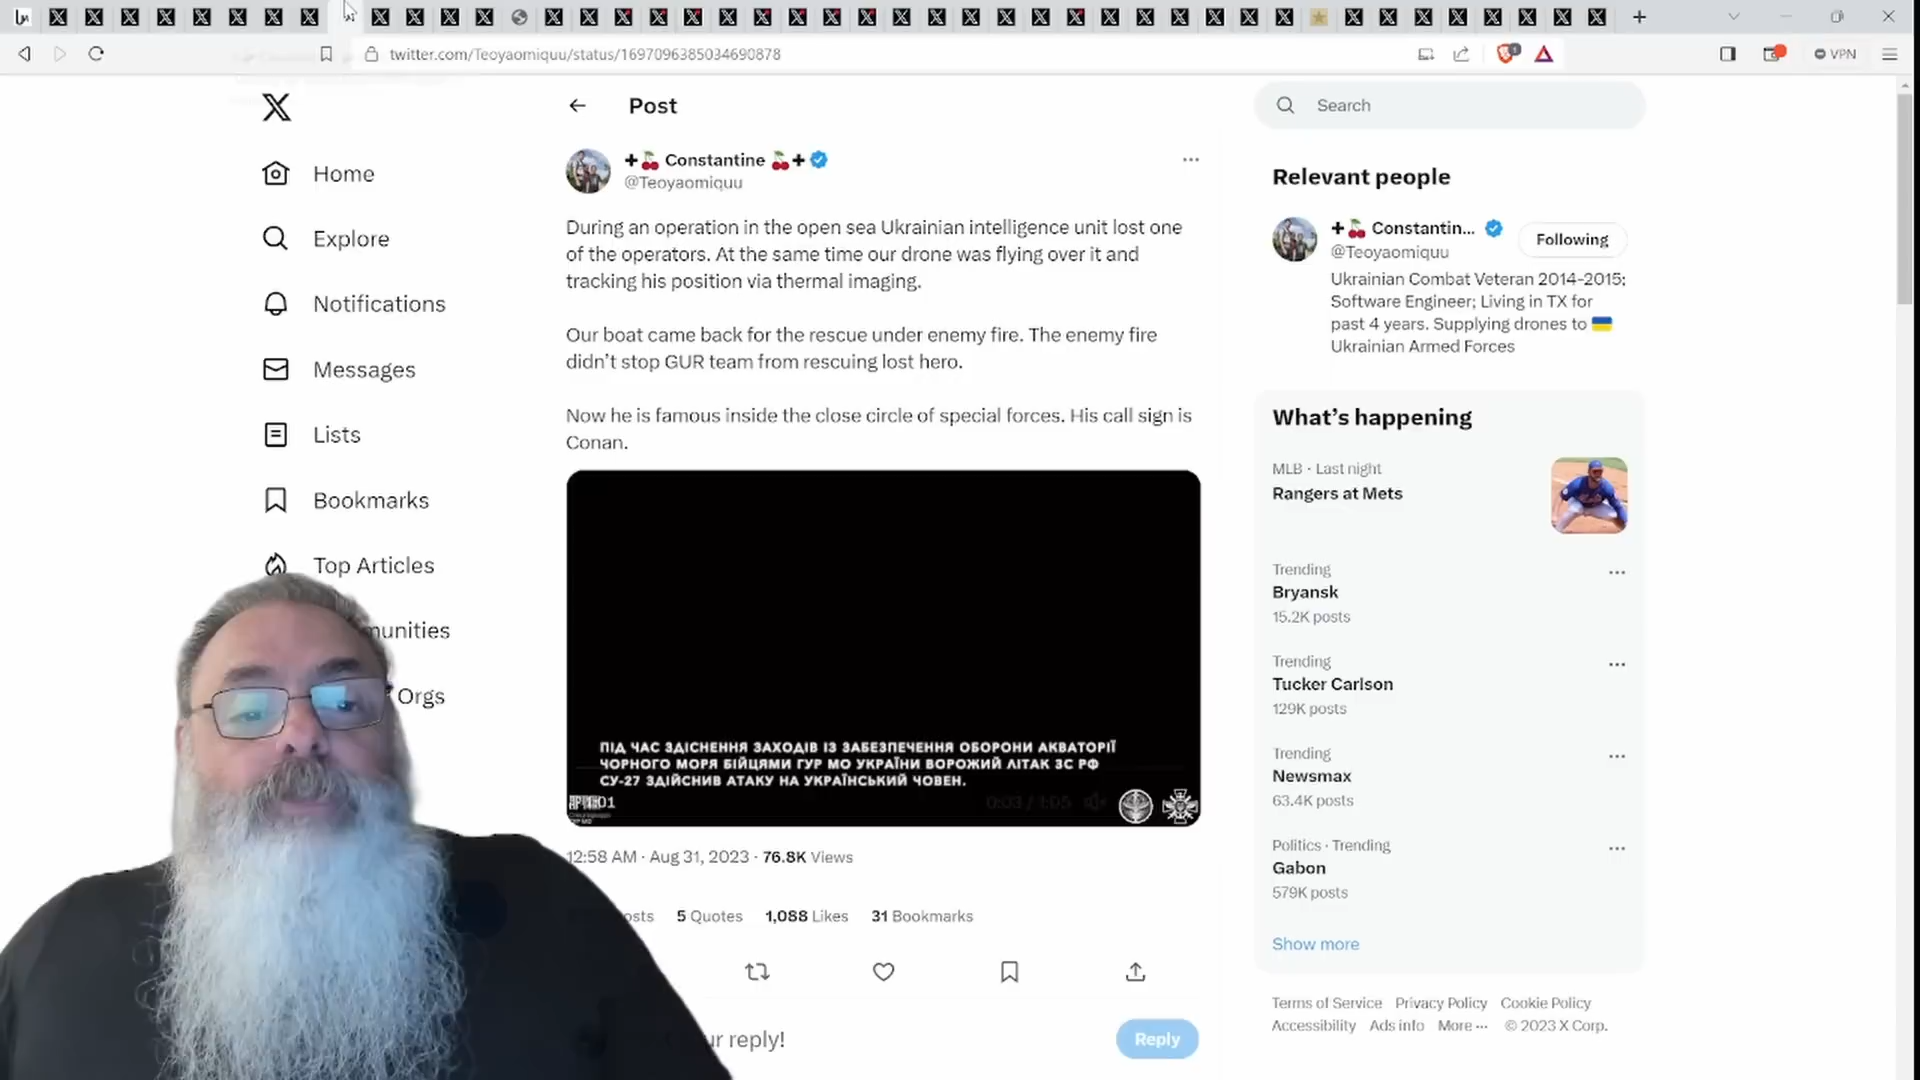 twitter.com/Teoyaomiquu/status/1697096385034690878
VPN
Post
Search
Home
Explore
Notifications
Messages
Lists
Bookmarks
Top Articles
munities
Orgs
Constantine
@Teoyaomiquu
During an operation in the open sea Ukrainian intelligence unit lost one
of the operators. At the same time our drone was flying over it and
tracking his position via thermal imaging.
Our boat came back for the rescue under enemy fire. The enemy fire
didn’t stop GUR team from rescuing lost hero.
Now he is famous inside the close circle of special forces. His call sign is
Conan.
ПІД ЧАС ЗДІСНЕННЯ ЗАХОДІВ ІЗ ЗАБЕЗПЕЧЕННЯ ОБОРОНИ АКВАТОРІЇ
ЧОРНОГО МОРЯ БІЙЦЯМИ ГУР МО УКРАЇНИ ВОРОЖИЙ ЛІТАК ЗС РФ
СУ-27 ЗДІЙСНИВ АТАКУ НА УКРАЇНСЬКИЙ ЧОВЕН.
0:03 / 1:05
12:58 AM · Aug 31, 2023 · 76.8K Views
osts 5 Quotes 1,088 Likes 31 Bookmarks
ur reply!
Reply
Relevant people
Constantin...
@Teoyaomiquu
Following
Ukrainian Combat Veteran 2014-2015;
Software Engineer; Living in TX for
past 4 years. Supplying drones to
Ukrainian Armed Forces
What’s happening
MLB · Last night
Rangers at Mets
Trending
Bryansk
15.2K posts
Trending
Tucker Carlson
129K posts
Trending
Newsmax
63.4K posts
Politics · Trending
Gabon
579K posts
Show more
Terms of Service Privacy Policy Cookie Policy
Accessibility Ads info More ··· © 2023 X Corp.